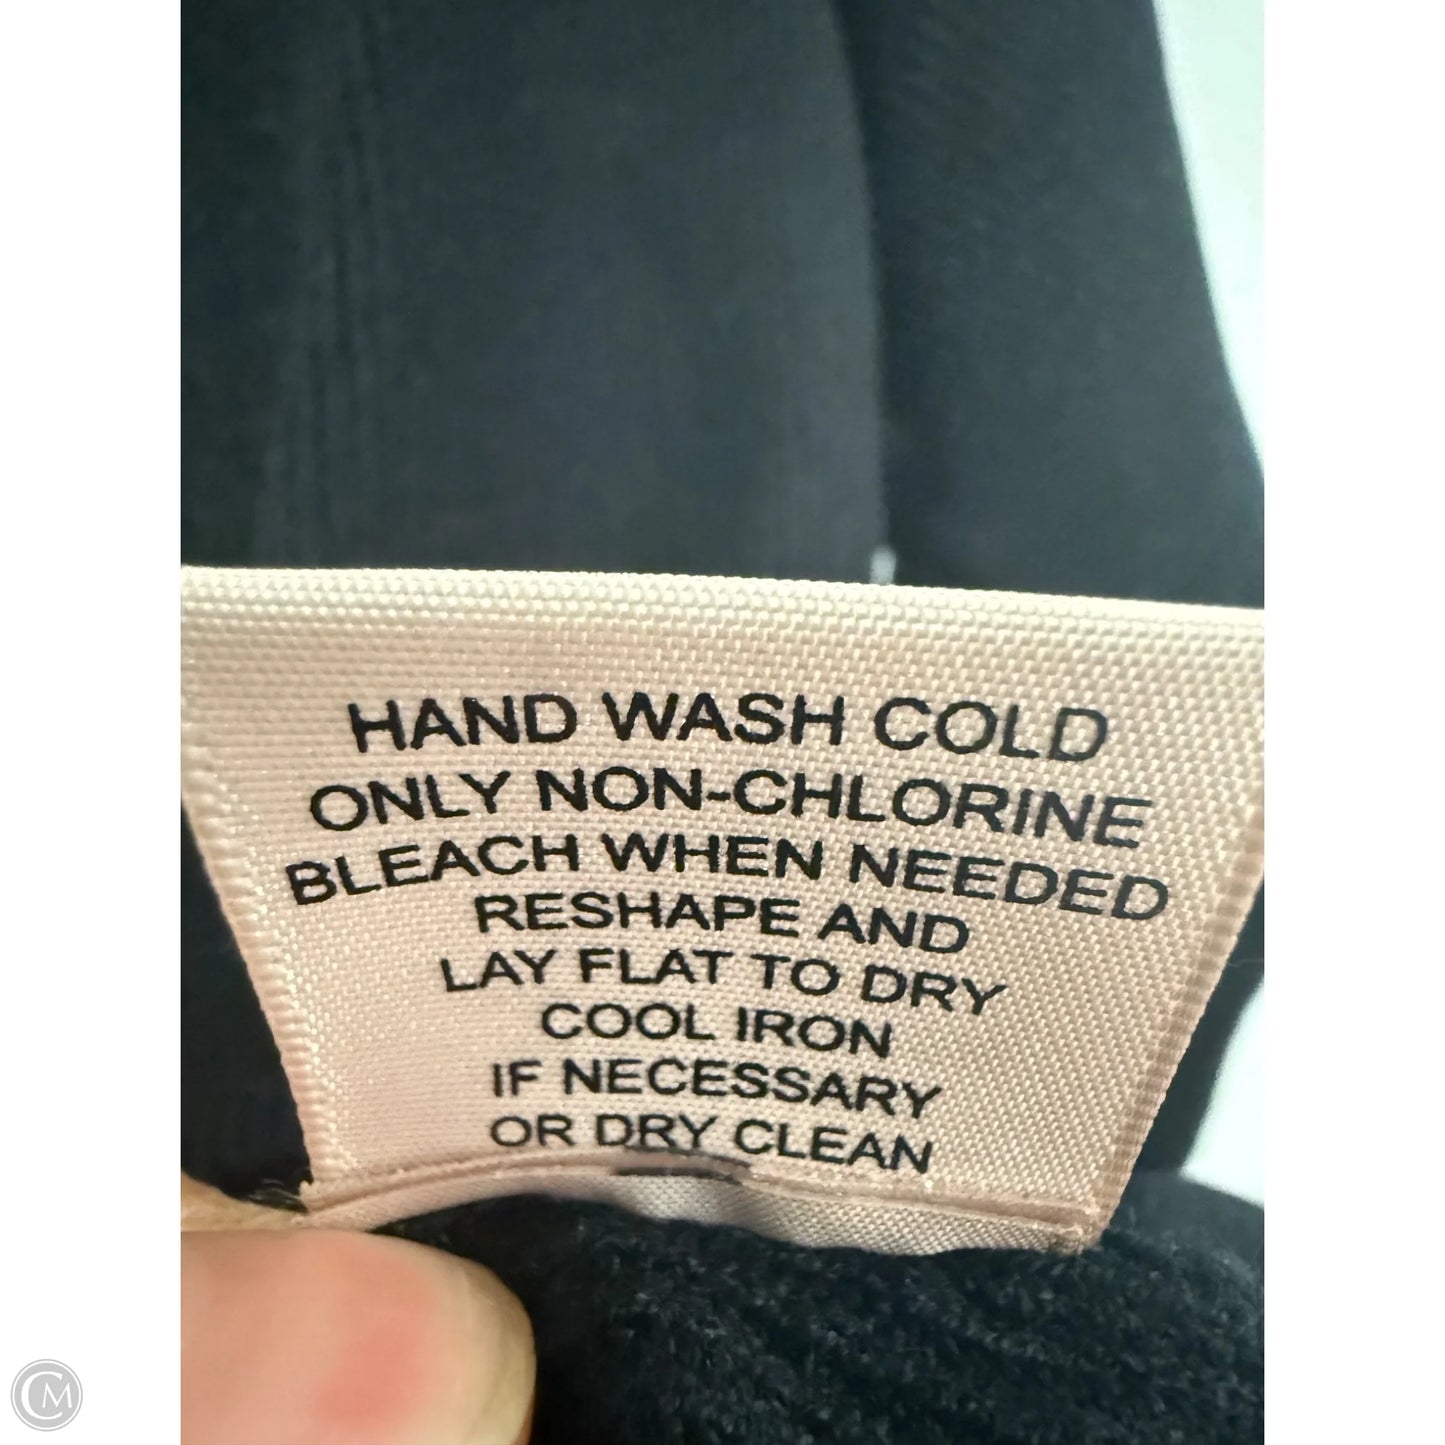 HAND WASH COLD
ONLY NON-CHLORINE
BLEACH WHEN NEEDED
RESHAPE AND
LAY FLAT TO DRY
COOL IRON
IF NECESSARY
OR DRY CLEAN
CM